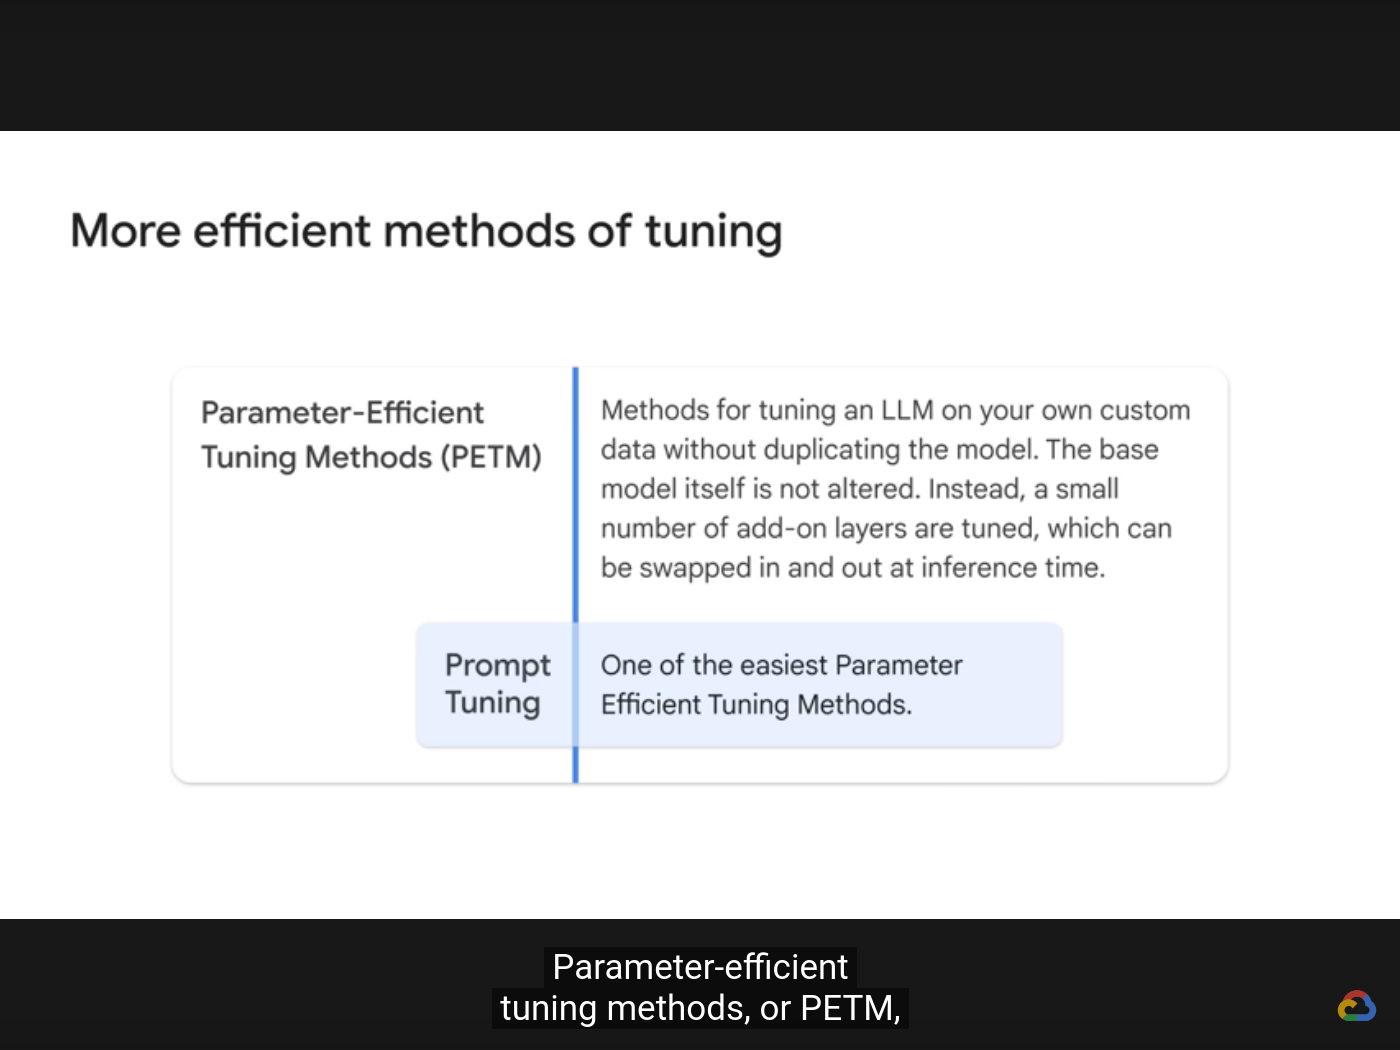 More efficient methods of tuning
Parameter-Efficient
Tuning Methods (PETM)
Methods for tuning an LLM on your own custom
data without duplicating the model. The base
model itself is not altered. Instead, a small
number of add-on layers are tuned, which can
be swapped in and out at inference time.
Prompt
Tuning
One of the easiest Parameter
Efficient Tuning Methods.
Parameter-efficient
tuning methods, or PETM,